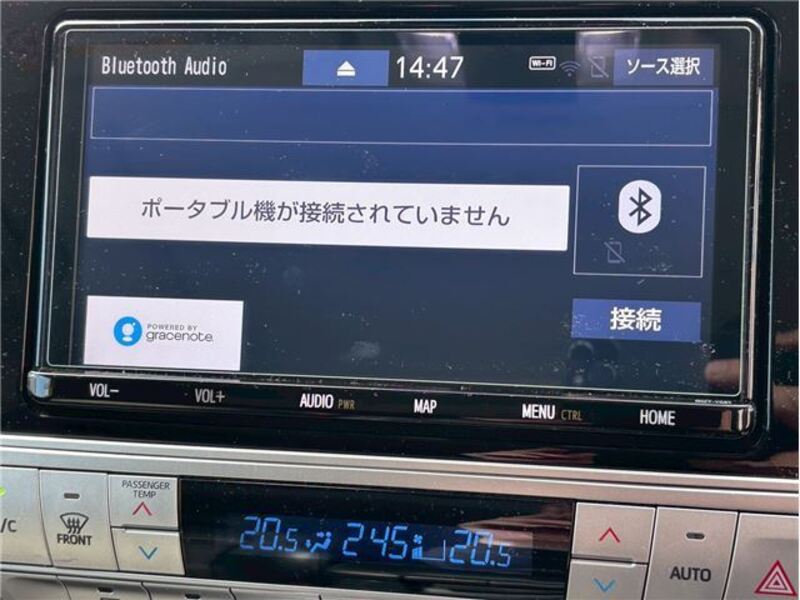 Bluetooth Audio
14:47
Wi-Fi
ソース選択
ポータブル機が接続されていません
POWERED BY
gracenote.
接続
VOL-
VOL+
AUDIO PWR
MAP
MENU CTRL
HOME
/C
FRONT
PASSENGER
TEMP
20.5
24.5
20.5
AUTO